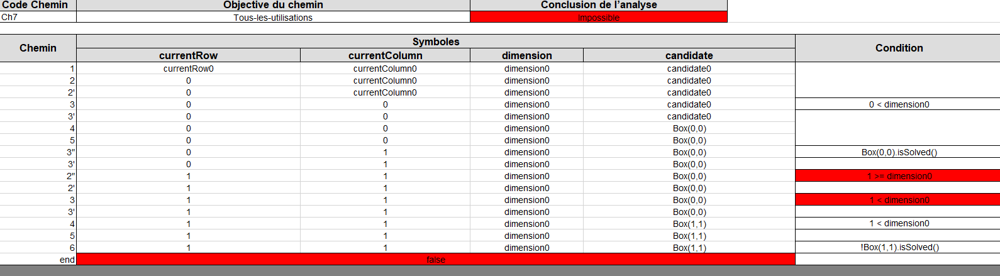 Code Chemin Objective du chemin Conclusion de l'analyse
Ch7 Tous-les-utilisations Impossible
Chemin Symboles Condition
currentRow currentColumn dimension candidate
1 currentRow0 currentColumn0 dimension0 candidate0
2 0 currentColumn0 dimension0 candidate0
2' 0 currentColumn0 dimension0 candidate0
3 0 0 dimension0 candidate0 0 < dimension0
3' 0 0 dimension0 candidate0
4 0 0 dimension0 Box(0,0)
5 0 0 dimension0 Box(0,0)
3" 0 1 dimension0 Box(0,0) Box(0,0).isSolved()
3' 0 1 dimension0 Box(0,0)
2" 1 1 dimension0 Box(0,0) 1 >= dimension0
2' 1 1 dimension0 Box(0,0)
3 1 1 dimension0 Box(0,0) 1 < dimension0
3' 1 1 dimension0 Box(0,0)
4 1 1 dimension0 Box(1,1) 1 < dimension0
5 1 1 dimension0 Box(1,1)
6 1 1 dimension0 Box(1,1) !Box(1,1).isSolved()
end false